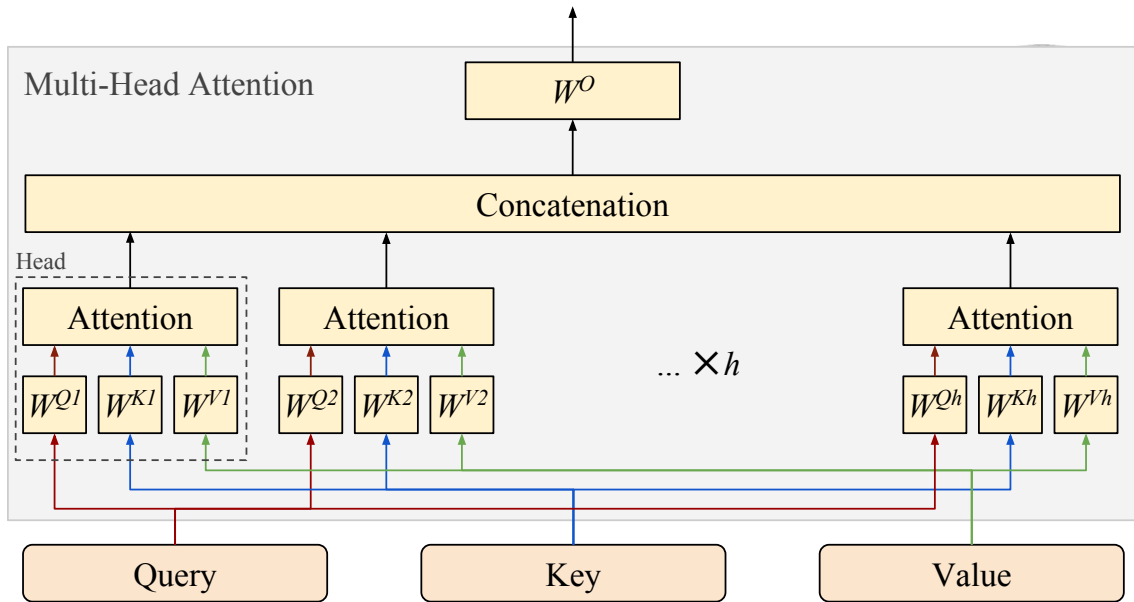 Multi-Head Attention
W^O
Concatenation
Head
Attention
Attention
Attention
... × h
W^Q1 W^K1 W^V1
W^Q2 W^K2 W^V2
W^Qh W^Kh W^Vh
Query
Key
Value